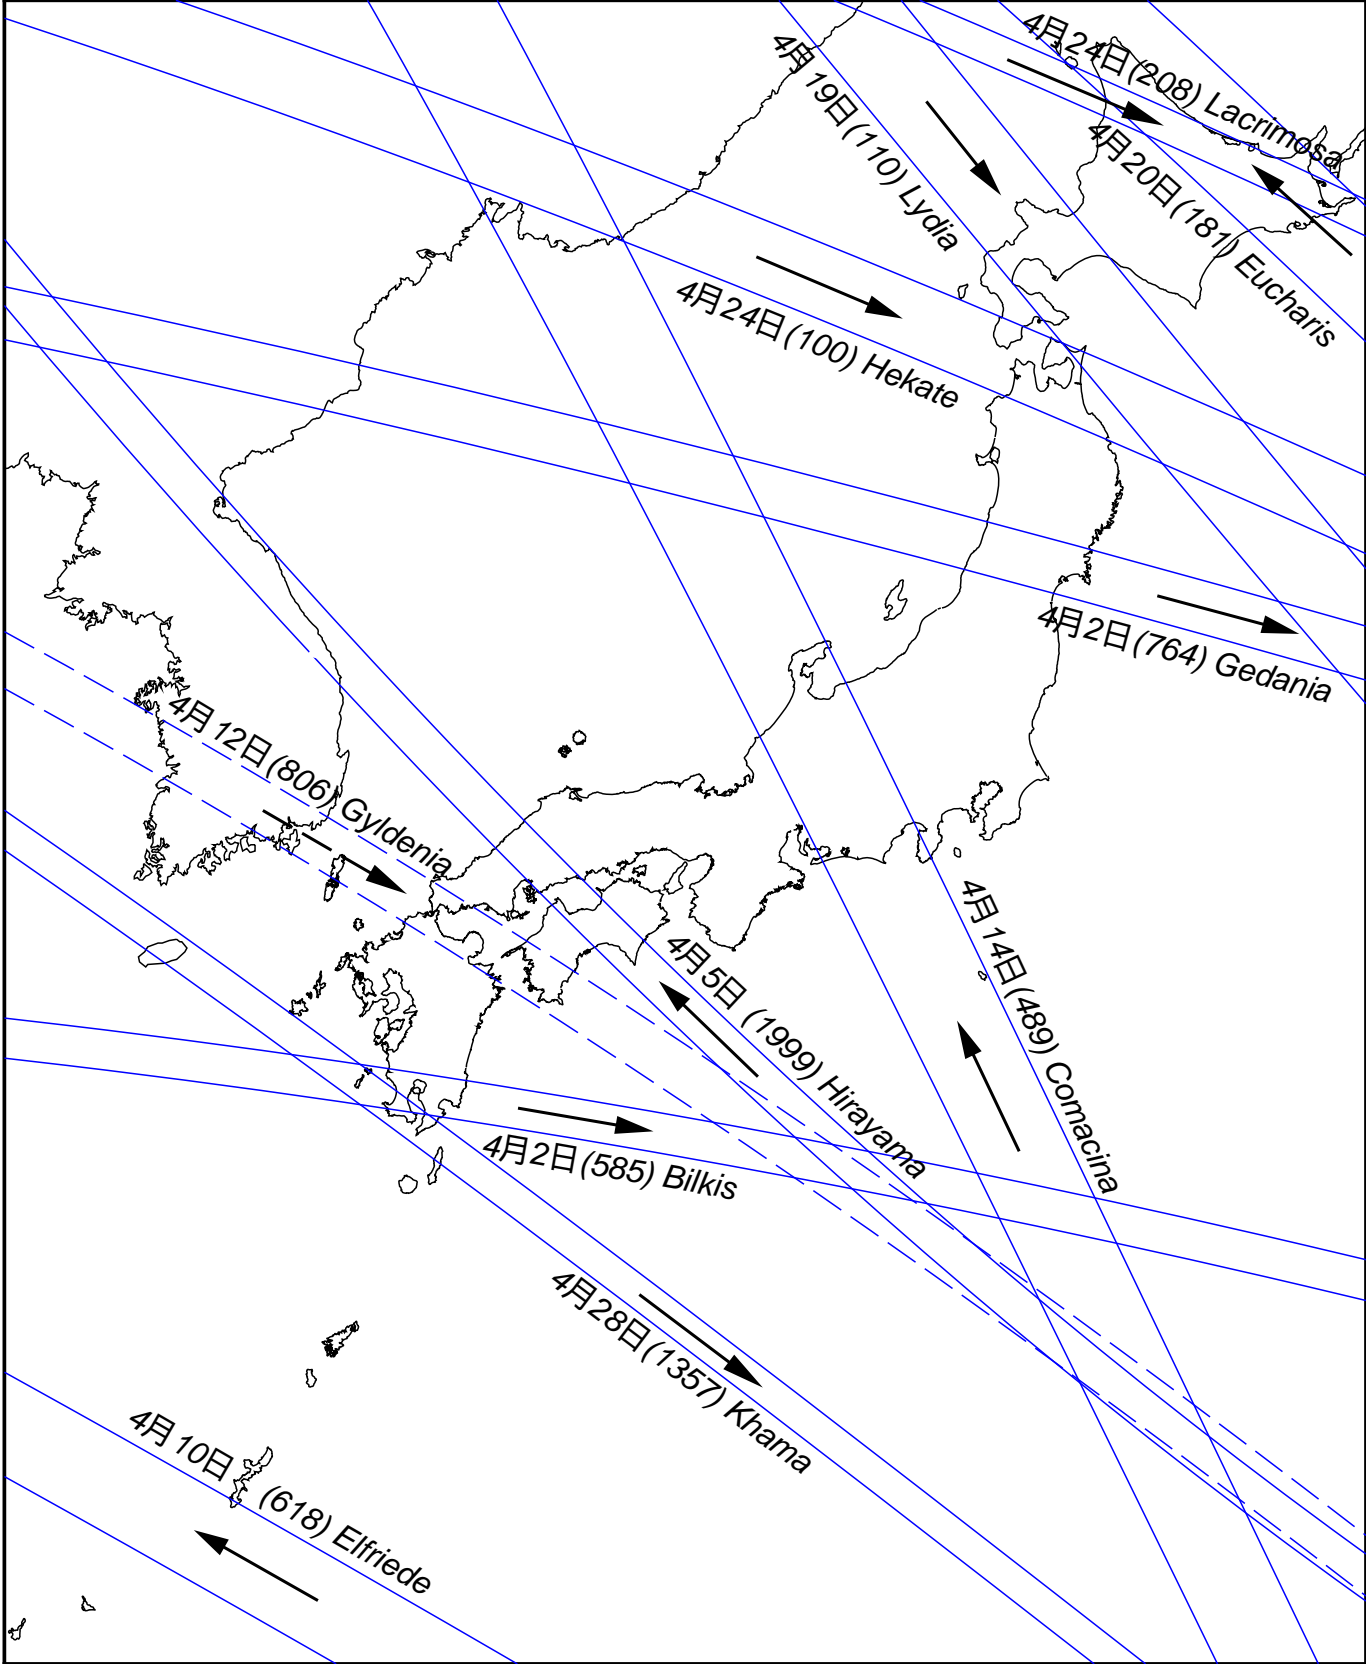 4月24日(208) Lacrimosa
4月19日(110) Lydia
4月20日(181) Eucharis
4月24日(100) Hekate
4月2日(764) Gedania
4月12日(806) Gyldenia
4月14日(489) Comacina
4月5日 (1999) Hirayama
4月2日(585) Bilkis
4月28日(1357) Khama
4月10日 (618) Elfriede